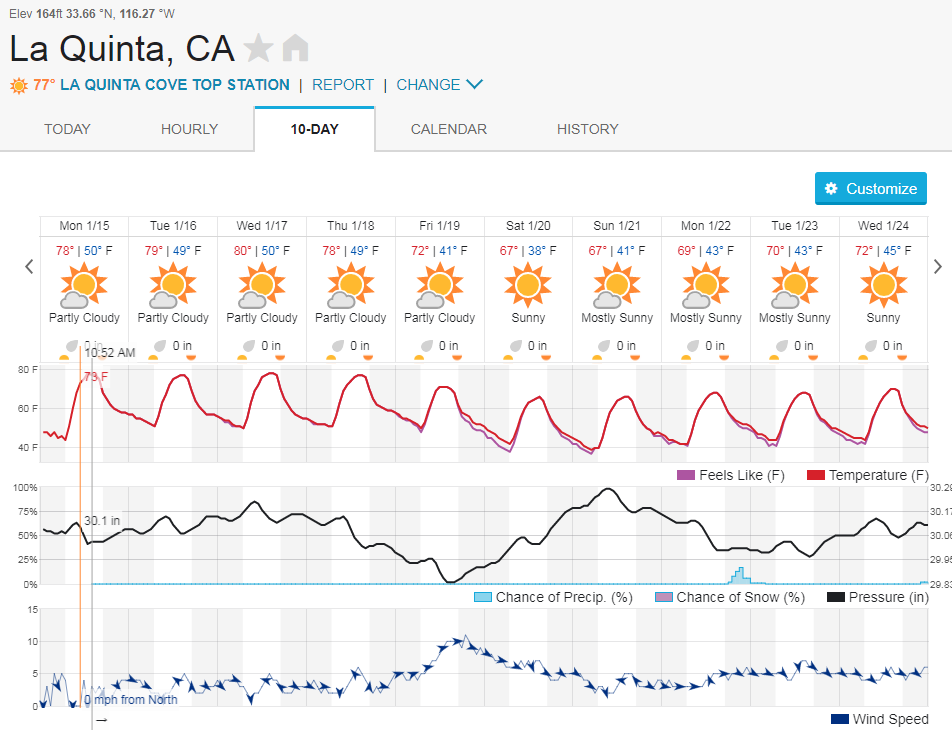 Elev 164ft 33.66 °N, 116.27 °W
La Quinta, CA
77° LA QUINTA COVE TOP STATION | REPORT | CHANGE
TODAY HOURLY 10-DAY CALENDAR HISTORY
Customize
Mon 1/15 Tue 1/16 Wed 1/17 Thu 1/18 Fri 1/19 Sat 1/20 Sun 1/21 Mon 1/22 Tue 1/23 Wed 1/24
78° | 50° F 79° | 49° F 80° | 50° F 78° | 49° F 72° | 41° F 67° | 38° F 67° | 41° F 69° | 43° F 70° | 43° F 72° | 45° F
Partly Cloudy Partly Cloudy Partly Cloudy Partly Cloudy Partly Cloudy Sunny Mostly Sunny Mostly Sunny Mostly Sunny Sunny
0 in 0 in 0 in 0 in 0 in 0 in 0 in 0 in 0 in 0 in
10:52 AM
80 F
73 F
60 F
40 F
Feels Like (F) Temperature (F)
100% 30.2
75% 30.17
30.1 in
50% 30.06
25% 29.95
0% 29.83
Chance of Precip. (%) Chance of Snow (%) Pressure (in)
15
10
5
0 0 mph from North
→
Wind Speed